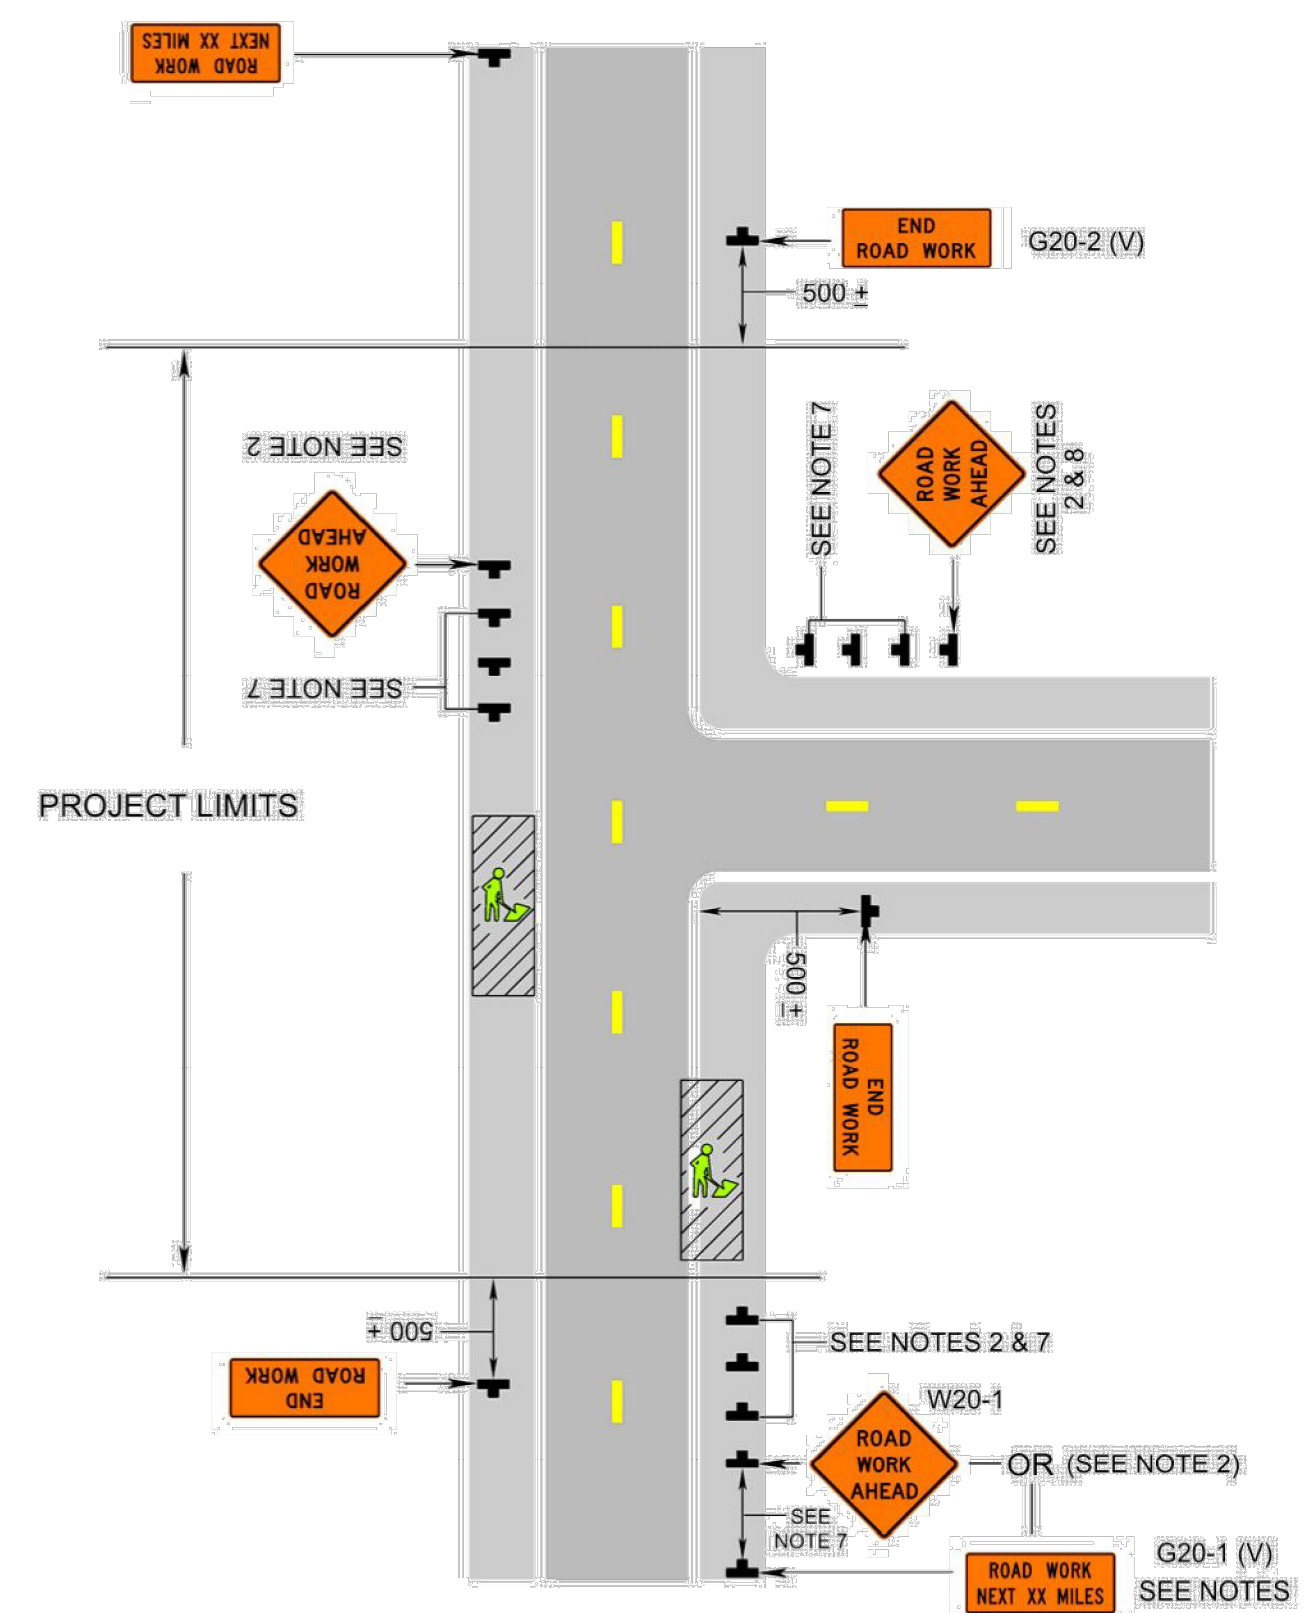 ROAD WORK
NEXT XX MILES
END
ROAD WORK
G20-2 (V)
500 ±
SEE NOTE 2
ROAD
WORK
AHEAD
SEE NOTE 7
SEE NOTE 7
ROAD
WORK
AHEAD
SEE NOTES
2 & 8
PROJECT LIMITS
500 ±
END
ROAD WORK
500 ±
END
ROAD WORK
SEE NOTES 2 & 7
W20-1
ROAD
WORK
AHEAD
OR (SEE NOTE 2)
SEE
NOTE 7
ROAD WORK
NEXT XX MILES
G20-1 (V)
SEE NOTES